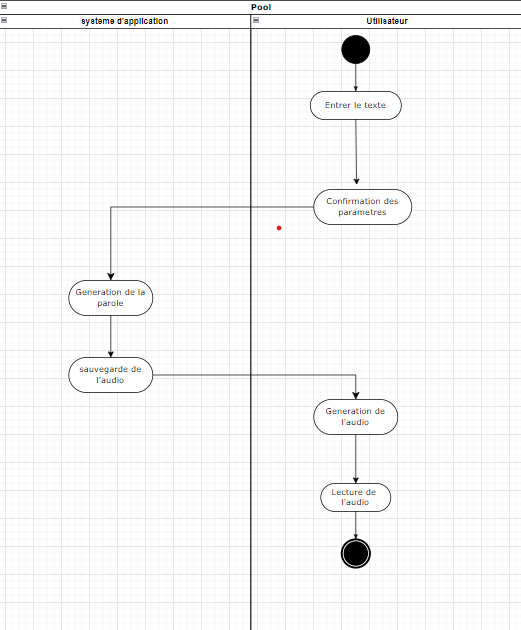 Pool
systeme d'application
Utilisateur
Entrer le texte
Confirmation des
parametres
Generation de la
parole
sauvegarde de
l'audio
Generation de
l'audio
Lecture de
l'audio